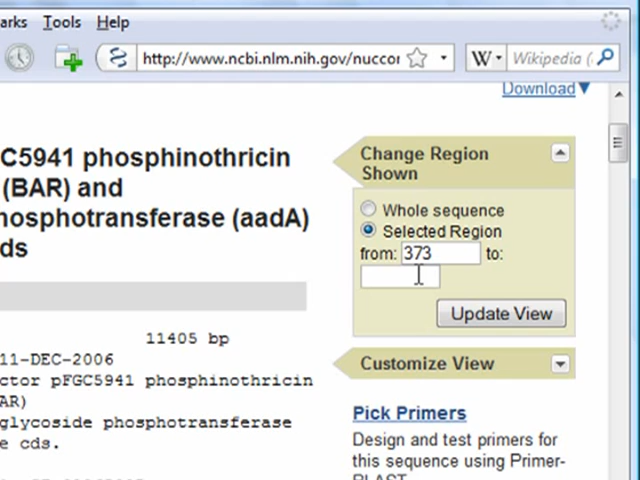 arks Tools Help
http://www.ncbi.nlm.nih.gov/nuccor W Wikipedia (
Download
C5941 phosphinothricin
(BAR) and
hosphotransferase (aadA)
ds
Change Region
Shown
Whole sequence
Selected Region
from: 373 to:
Update View
11405 bp
11-DEC-2006
ctor pFGC5941 phosphinothricin
AR)
glycoside phosphotransferase
e cds.
Customize View
Pick Primers
Design and test primers for
this sequence using Primer-